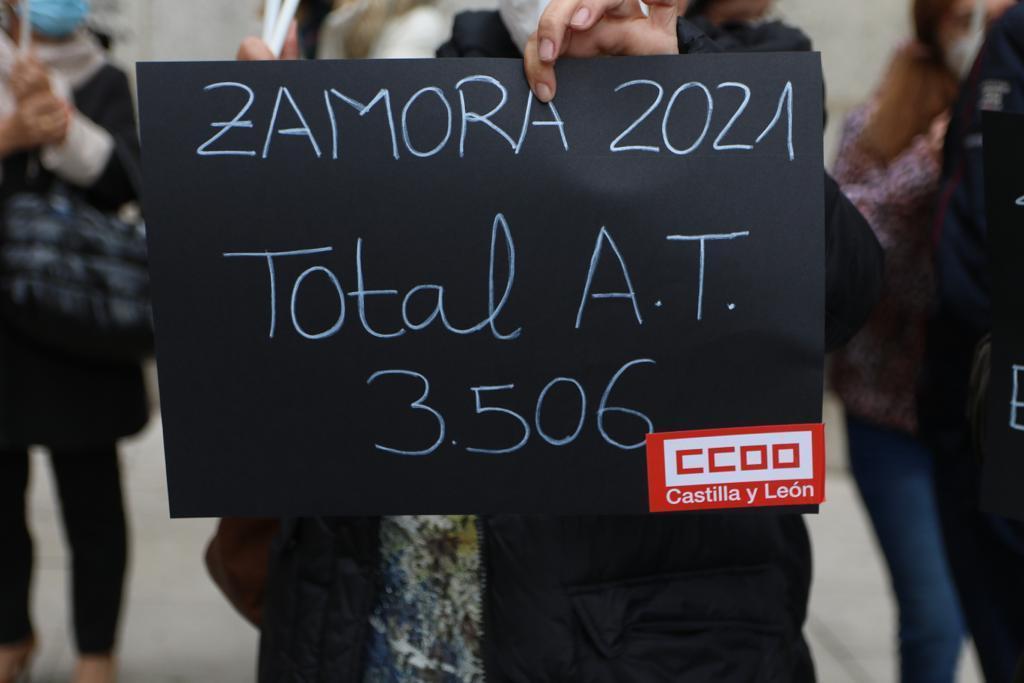 ZAMORA 2021
Total A.T.
3.506
CCOO
Castilla y León